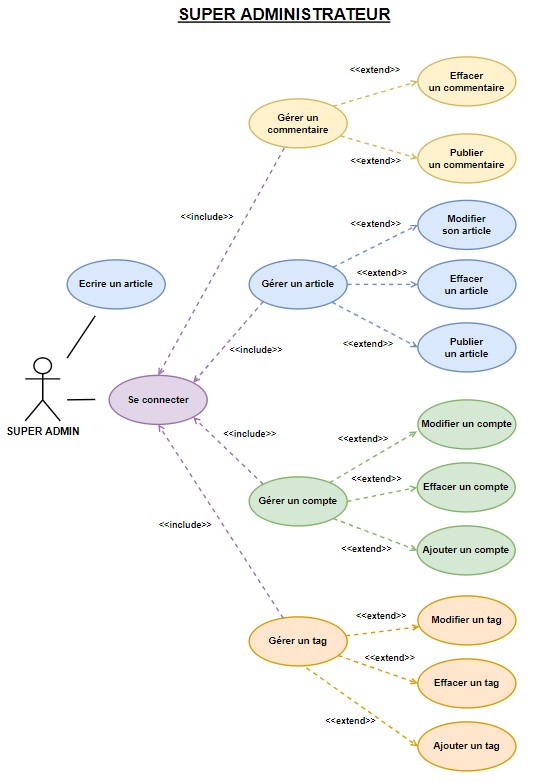 SUPER ADMINISTRATEUR
<<extend>>
Effacer
un commentaire
Gérer un
commentaire
<<extend>>
Publier
un commentaire
<<include>>
<<extend>>
Modifier
son article
Ecrire un article
Gérer un article
<<extend>>
Effacer
un article
<<include>>
<<extend>>
Publier
un article
SUPER ADMIN
Se connecter
<<include>>
<<extend>>
Modifier un compte
Gérer un compte
<<extend>>
Effacer un compte
<<include>>
<<extend>>
Ajouter un compte
<<extend>>
Modifier un tag
Gérer un tag
<<extend>>
Effacer un tag
<<extend>>
Ajouter un tag